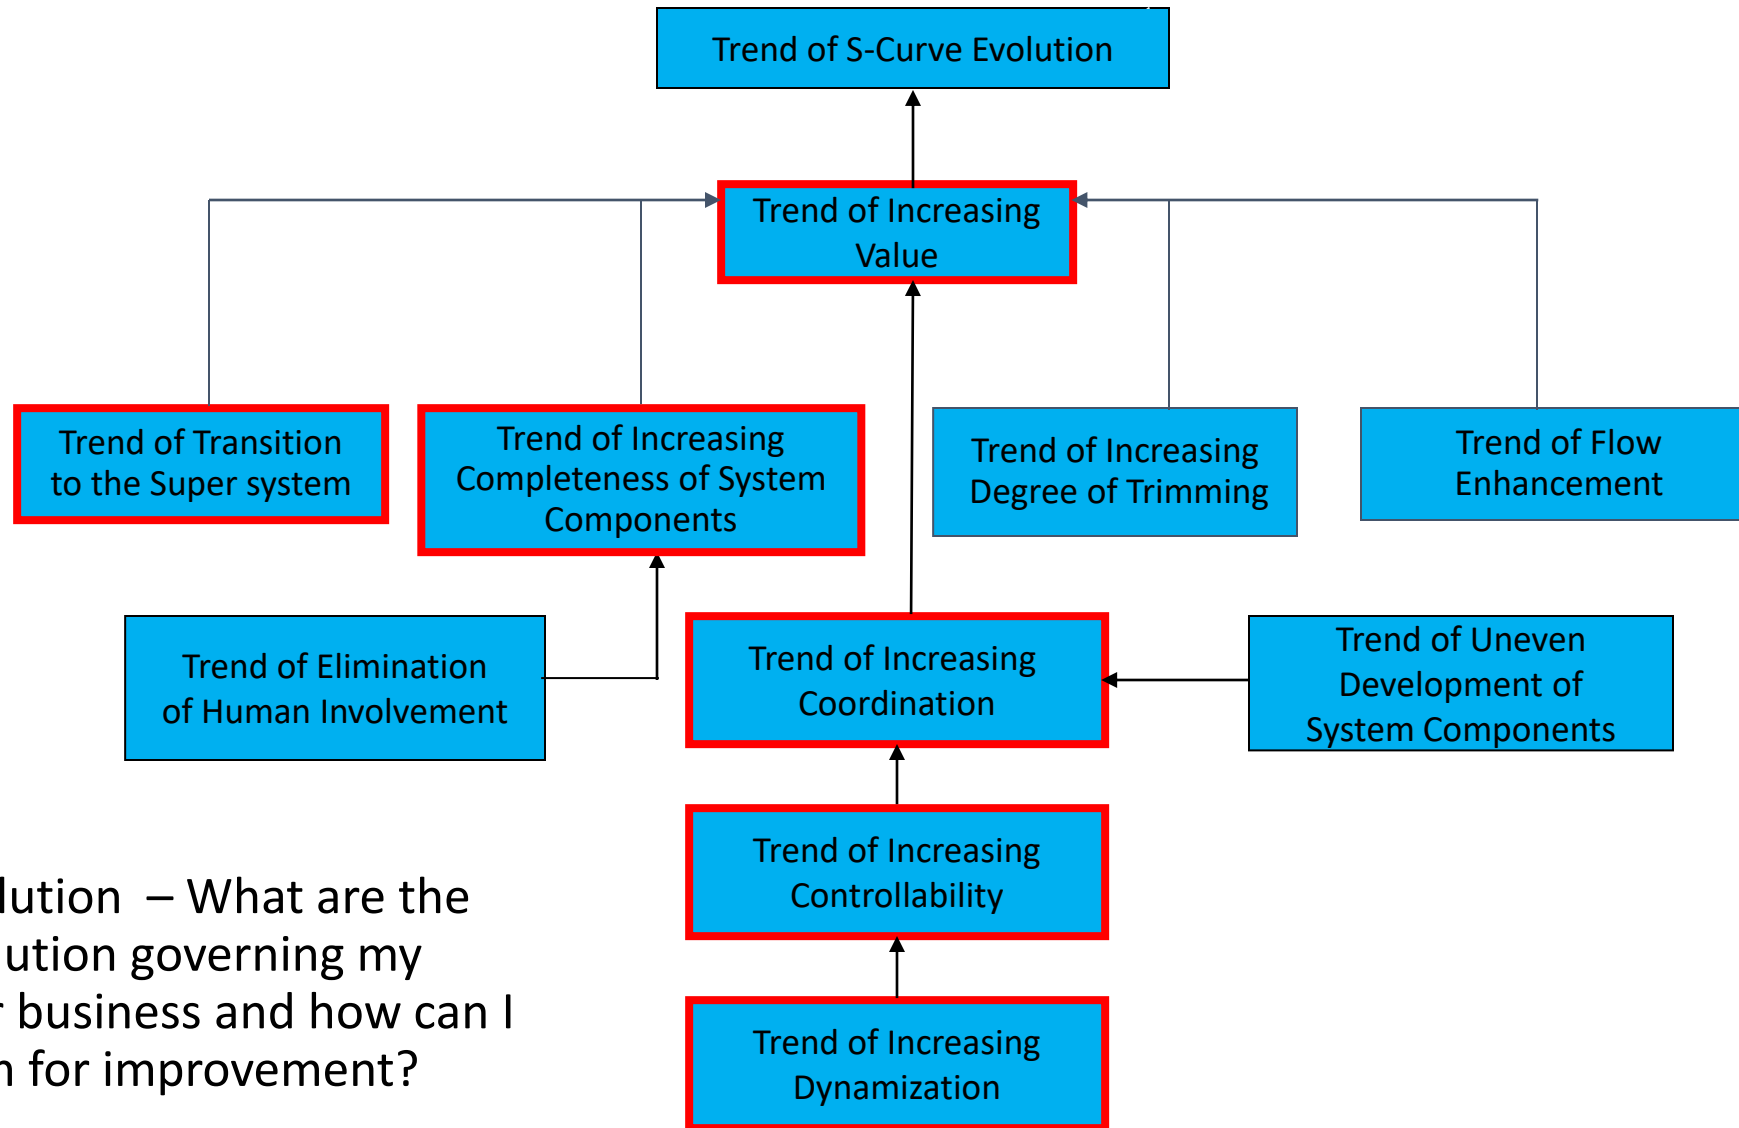 Trend of S-Curve Evolution
Trend of Increasing
Value
Trend of Transition
to the Super system
Trend of Increasing
Completeness of System
Components
Trend of Increasing
Degree of Trimming
Trend of Flow
Enhancement
Trend of Elimination
of Human Involvement
Trend of Increasing
Coordination
Trend of Uneven
Development of
System Components
Trend of Increasing
Controllability
Trend of Increasing
Dynamization
lution – What are the
ution governing my
r business and how can I
for improvement?